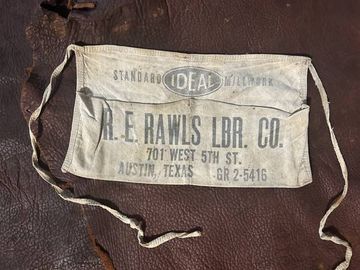 STANDARD IDEAL MILLWORK
R. E. RAWLS LBR. CO.
701 WEST 5TH ST.
AUSTIN, TEXAS GR 2-5416